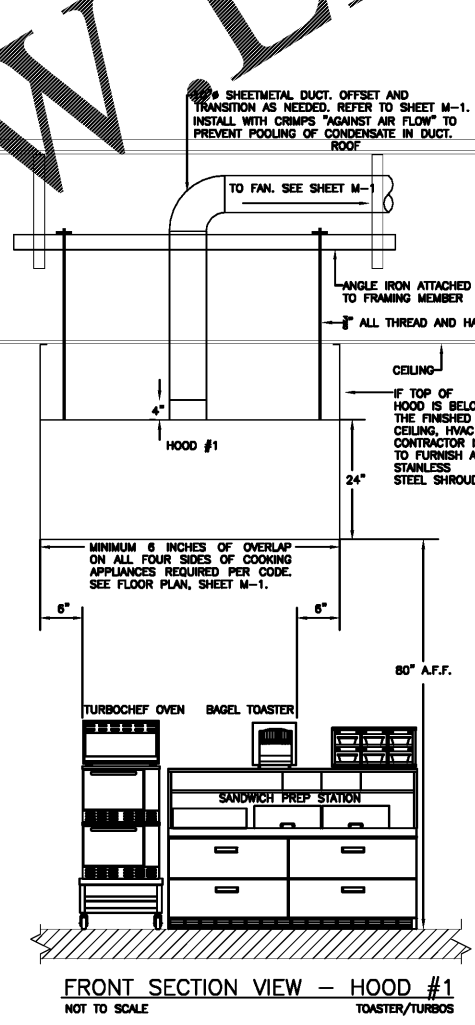 SHEETMETAL DUCT. OFFSET AND
TRANSITION AS NEEDED. REFER TO SHEET M-1.
INSTALL WITH CRIMPS "AGAINST AIR FLOW" TO
PREVENT POOLING OF CONDENSATE IN DUCT.
ROOF
TO FAN. SEE SHEET M-1
ANGLE IRON ATTACHED
TO FRAMING MEMBER
ALL THREAD AND HA
CEILING
4"
IF TOP OF
HOOD IS BELO
THE FINISHED
CEILING, HVAC
CONTRACTOR I
TO FURNISH A
STAINLESS
STEEL SHROUD
HOOD #1
24"
MINIMUM 6 INCHES OF OVERLAP
ON ALL FOUR SIDES OF COOKING
APPLIANCES REQUIRED PER CODE.
SEE FLOOR PLAN, SHEET M-1.
6" 6"
80" A.F.F.
TURBOCHEF OVEN BAGEL TOASTER
SANDWICH PREP STATION
FRONT SECTION VIEW - HOOD #1
NOT TO SCALE TOASTER/TURBOS